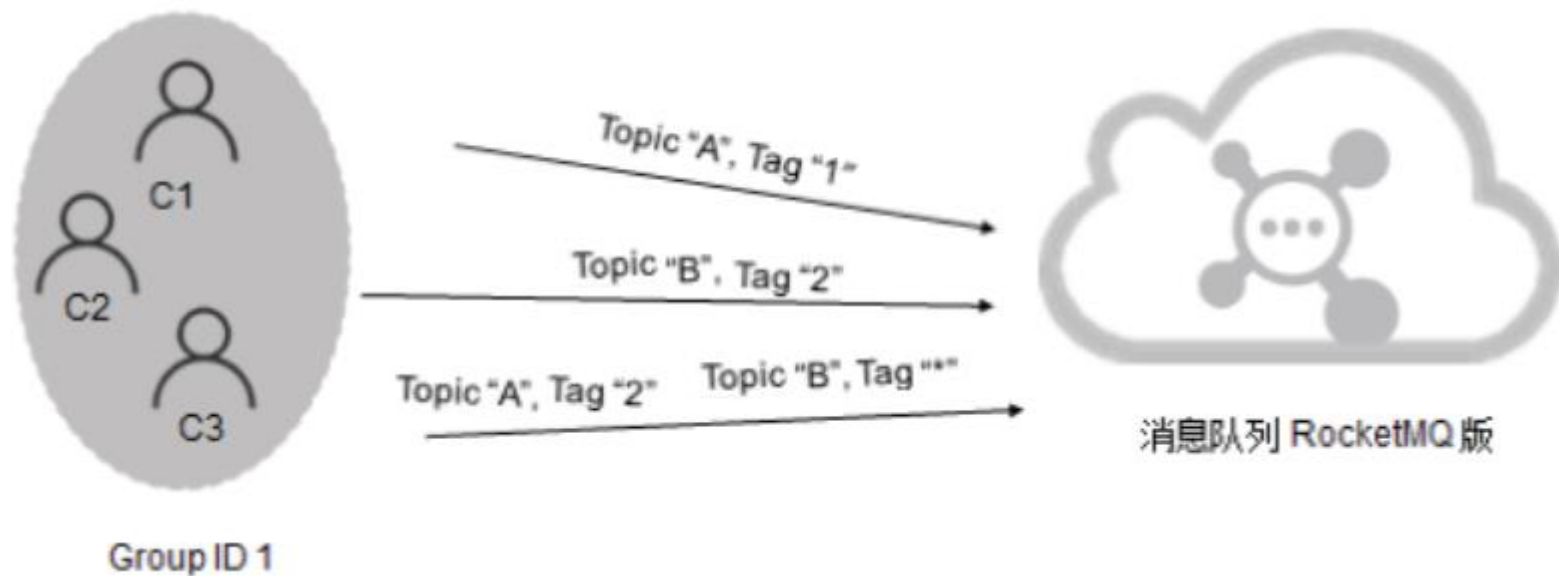 C1
C2
C3
Group ID 1
Topic “A”, Tag “1”
Topic “B”, Tag “2”
Topic “A”, Tag “2”
Topic “B”, Tag “*”
消息队列 RocketMQ 版